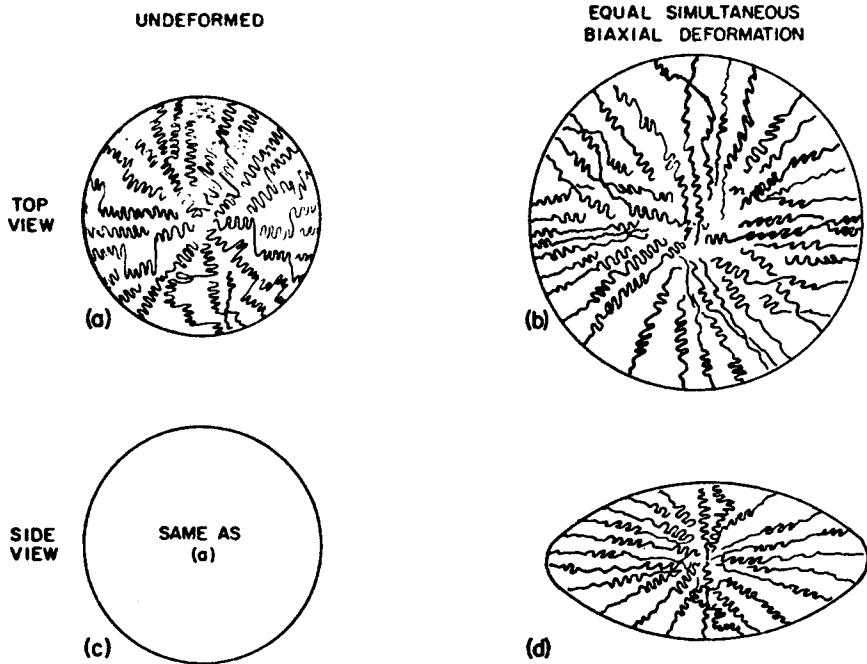 UNDEFORMED
EQUAL SIMULTANEOUS
BIAXIAL DEFORMATION
TOP
VIEW
(a)
(b)
SIDE
VIEW
SAME AS
(a)
(c)
(d)